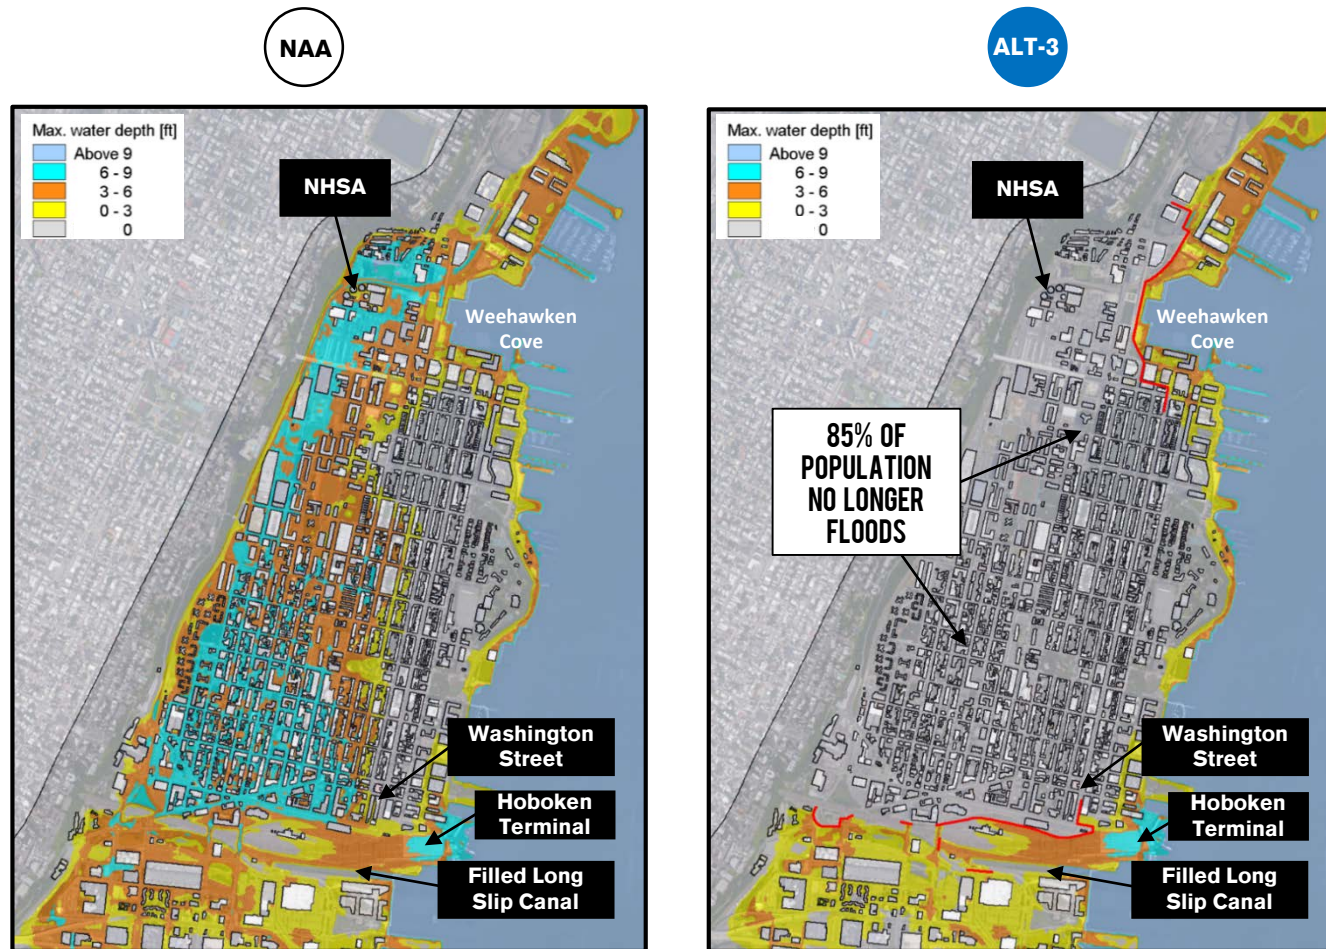 NAA
ALT-3
Max. water depth [ft]
Above 9
6 - 9
3 - 6
0 - 3
0
NHSA
Weehawken
Cove
Washington
Street
Hoboken
Terminal
Filled Long
Slip Canal
Max. water depth [ft]
Above 9
6 - 9
3 - 6
0 - 3
0
NHSA
Weehawken
Cove
85% OF
POPULATION
NO LONGER
FLOODS
Washington
Street
Hoboken
Terminal
Filled Long
Slip Canal